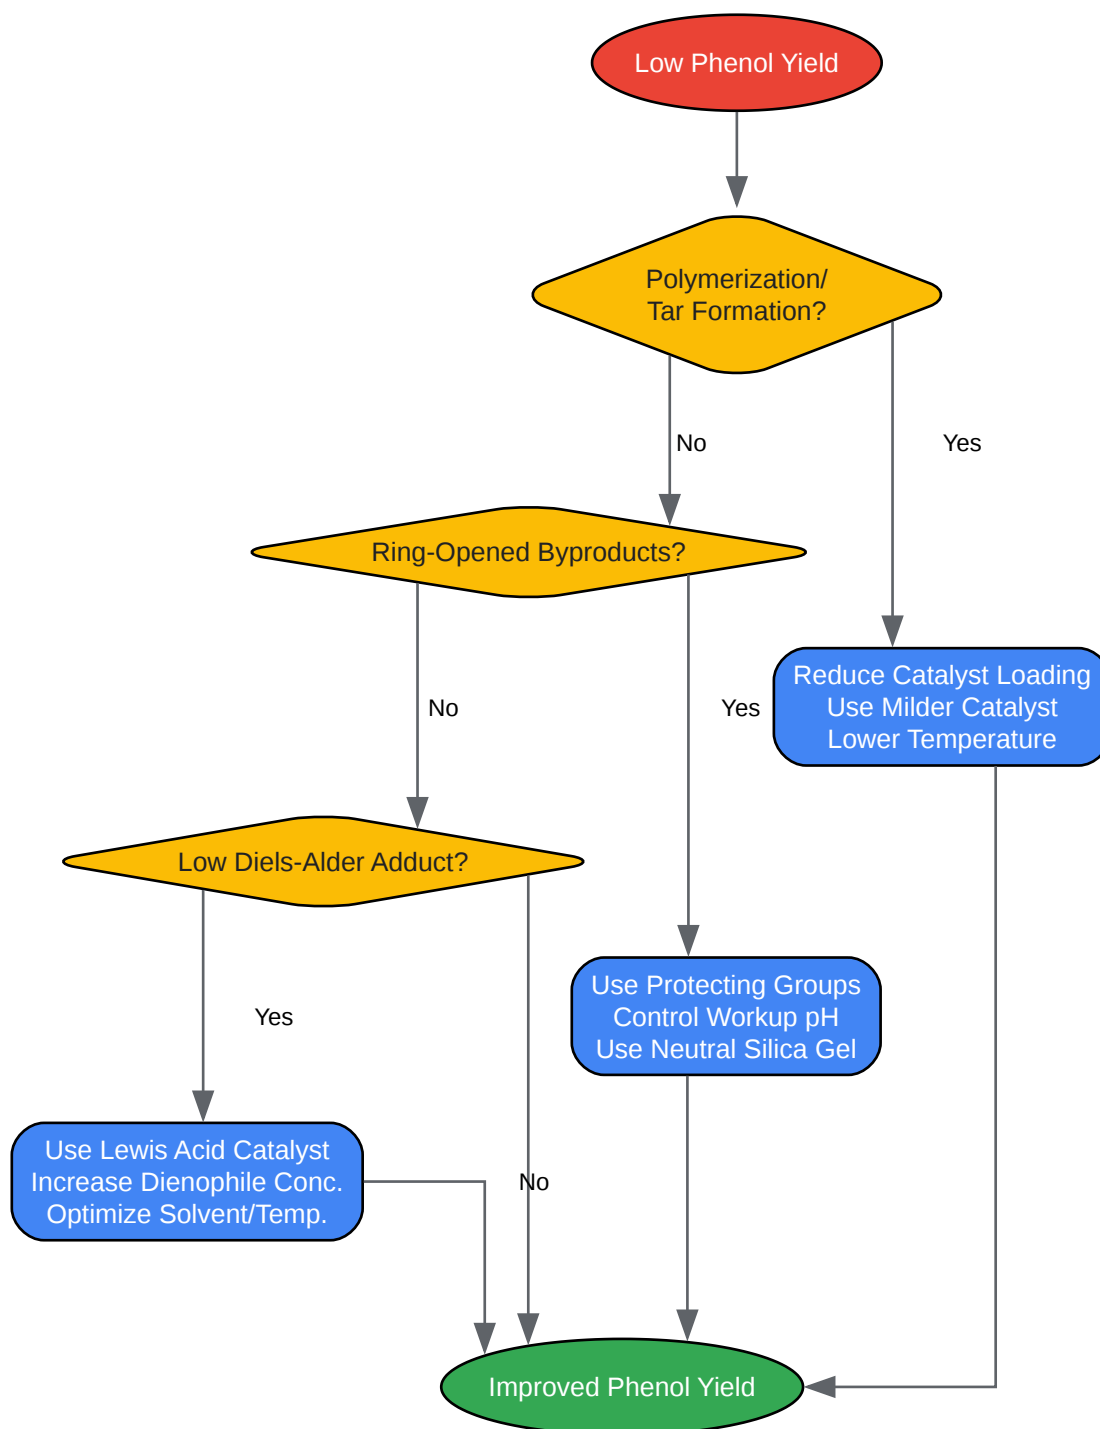 Low Phenol Yield
Polymerization/
Tar Formation?
No
Yes
Ring-Opened Byproducts?
Reduce Catalyst Loading
Use Milder Catalyst
Lower Temperature
No
Yes
Low Diels-Alder Adduct?
Use Protecting Groups
Control Workup pH
Use Neutral Silica Gel
Yes
Use Lewis Acid Catalyst
Increase Dienophile Conc.
Optimize Solvent/Temp.
No
Improved Phenol Yield